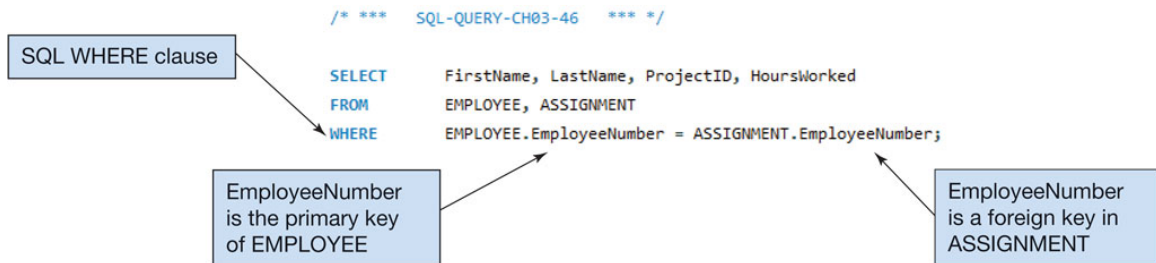 /* *** SQL-QUERY-CH03-46 *** */
SQL WHERE clause
SELECT FirstName, LastName, ProjectID, HoursWorked
FROM EMPLOYEE, ASSIGNMENT
WHERE EMPLOYEE.EmployeeNumber = ASSIGNMENT.EmployeeNumber;
EmployeeNumber
is the primary key
of EMPLOYEE
EmployeeNumber
is a foreign key in
ASSIGNMENT